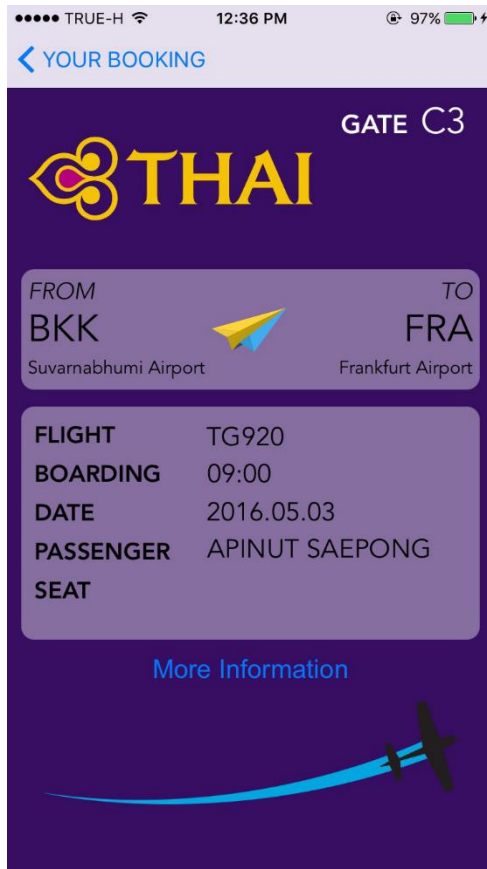 TRUE-H 12:36 PM 97%
YOUR BOOKING
GATE C3
THAI
FROM TO
BKK FRA
Suvarnabhumi Airport Frankfurt Airport
FLIGHT TG920
BOARDING 09:00
DATE 2016.05.03
PASSENGER APINUT SAEPONG
SEAT
More Information